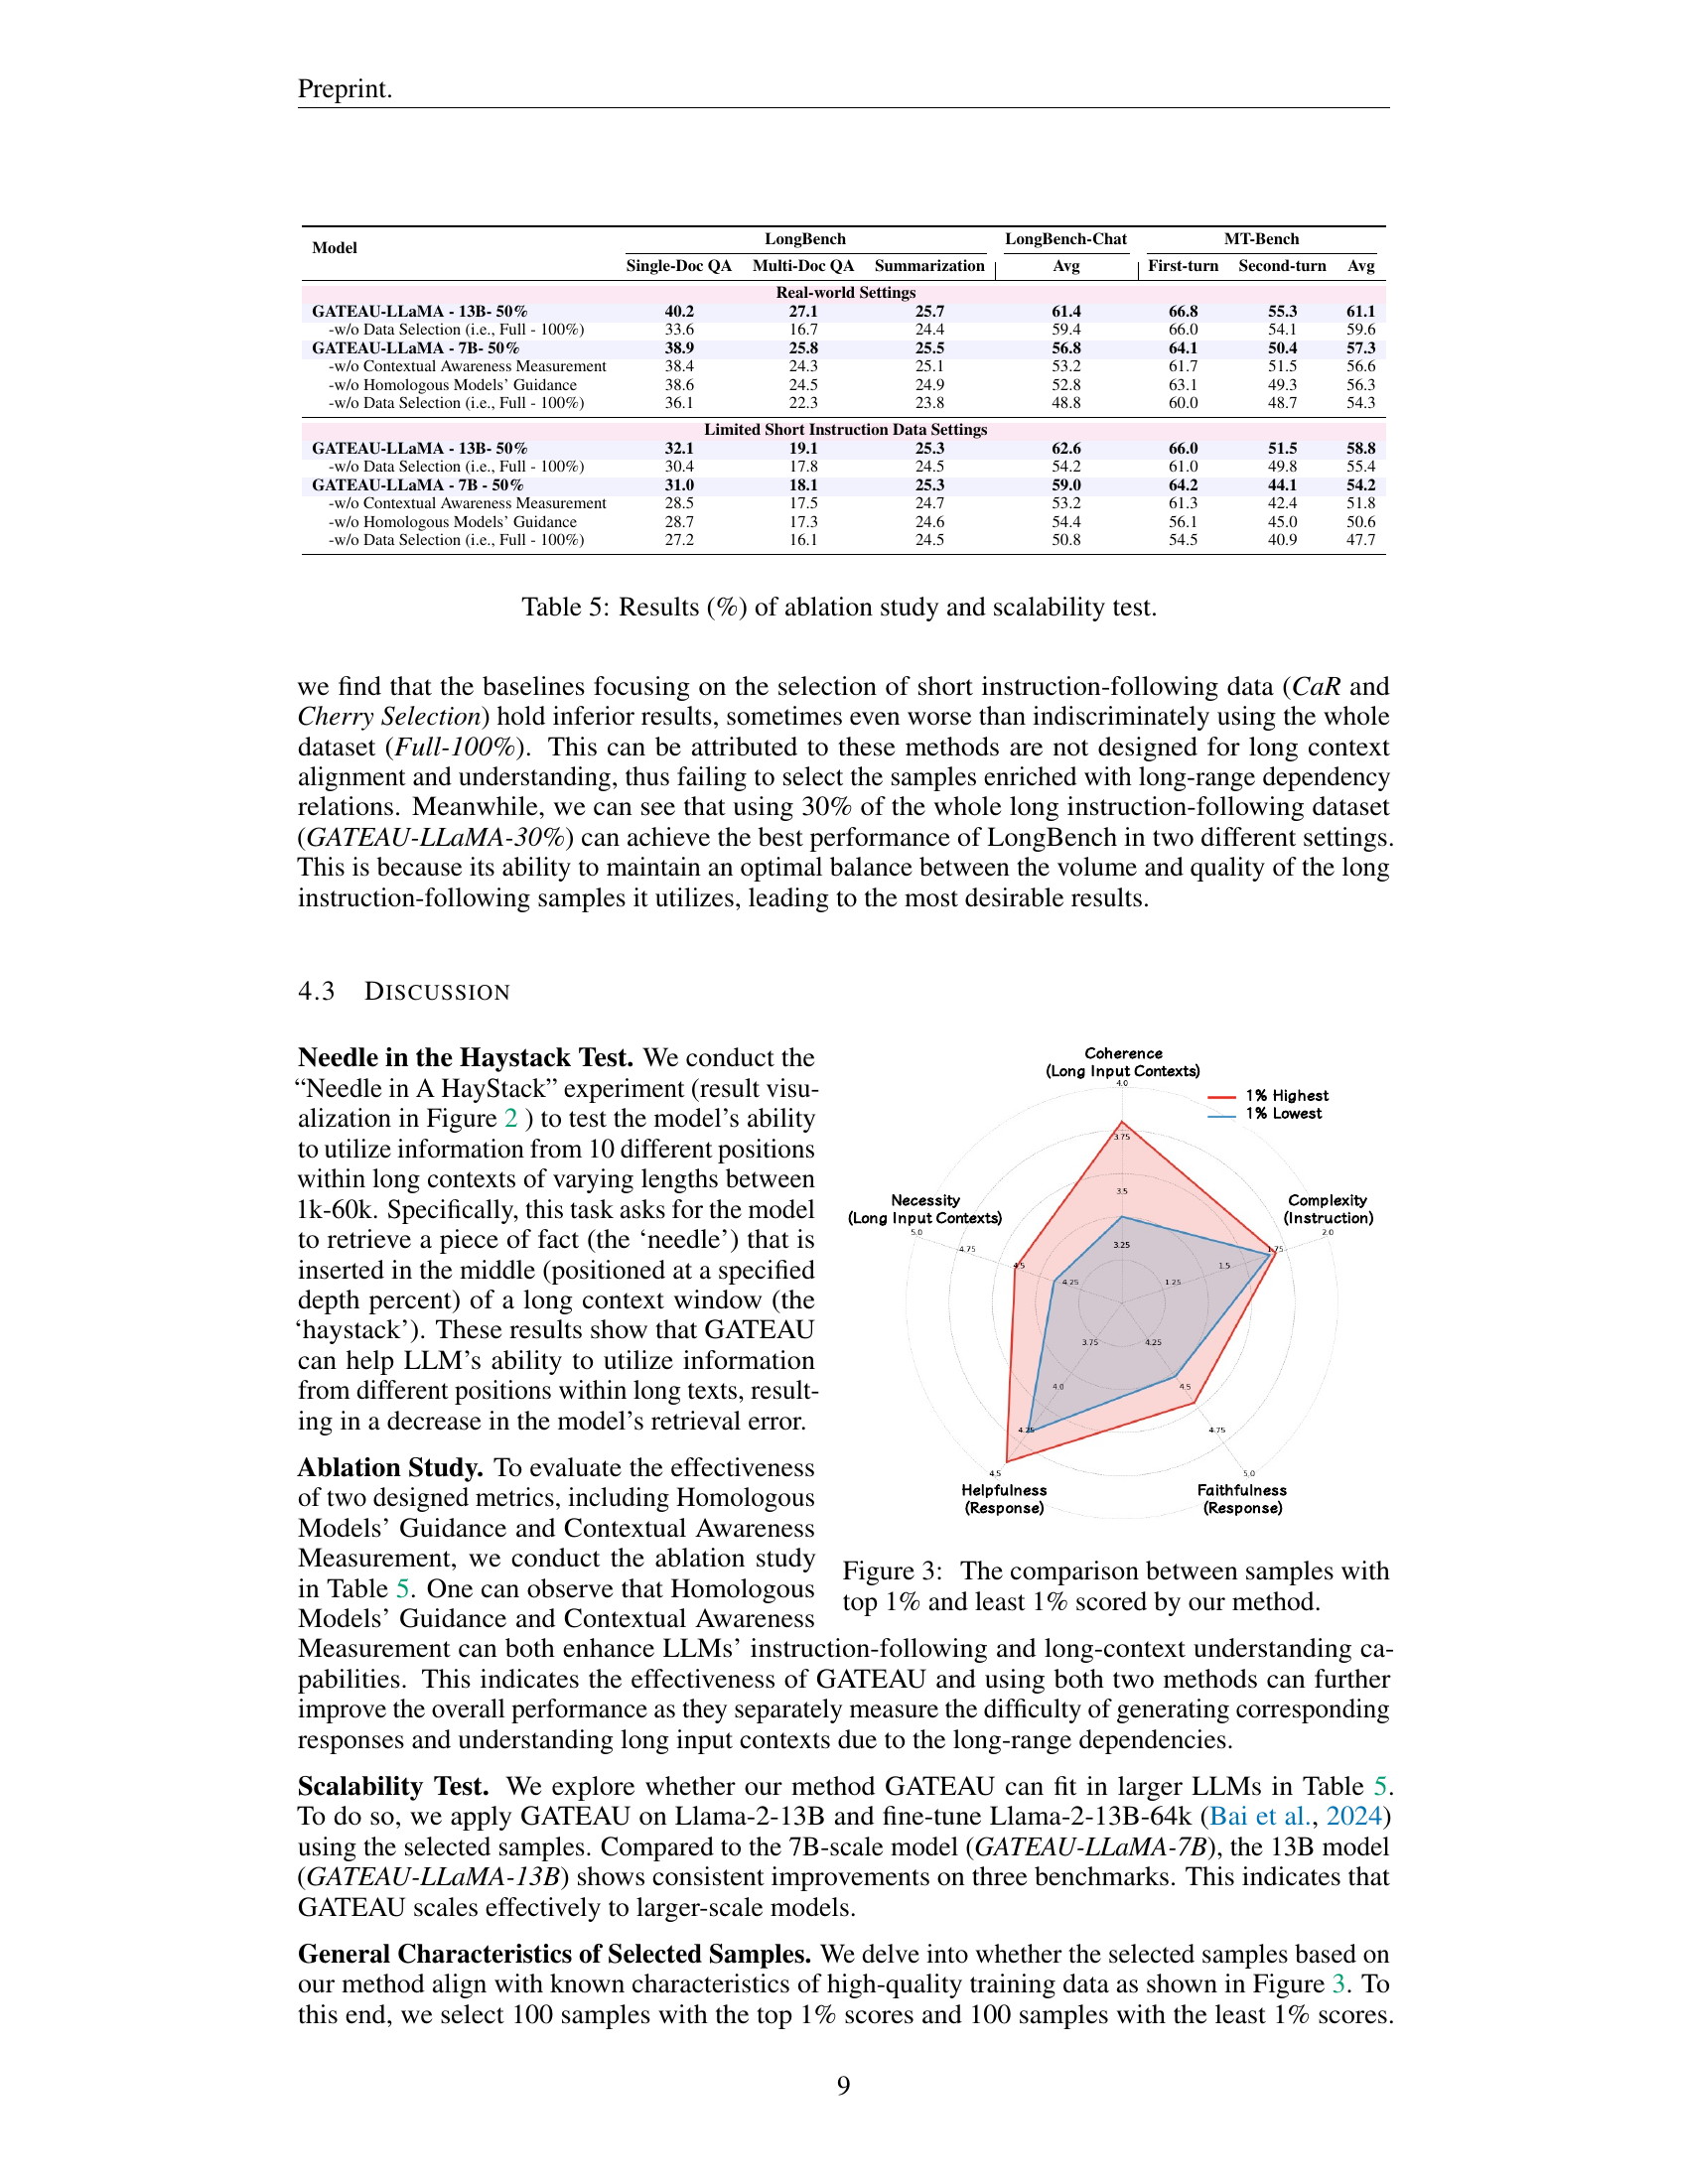 Preprint.
Model LongBench LongBench-Chat MT-Bench
Single-Doc QA Multi-Doc QA Summarization Avg First-turn Second-turn Avg
Real-world Settings
GATEAU-LLaMA - 13B- 50% 40.2 27.1 25.7 61.4 66.8 55.3 61.1
-w/o Data Selection (i.e., Full - 100%) 33.6 16.7 24.4 59.4 66.0 54.1 59.6
GATEAU-LLaMA - 7B- 50% 38.9 25.8 25.5 56.8 64.1 50.4 57.3
-w/o Contextual Awareness Measurement 38.4 24.3 25.1 53.2 61.7 51.5 56.6
-w/o Homologous Models' Guidance 38.6 24.5 24.9 52.8 63.1 49.3 56.3
-w/o Data Selection (i.e., Full - 100%) 36.1 22.3 23.8 48.8 60.0 48.7 54.3
Limited Short Instruction Data Settings
GATEAU-LLaMA - 13B- 50% 32.1 19.1 25.3 62.6 66.0 51.5 58.8
-w/o Data Selection (i.e., Full - 100%) 30.4 17.8 24.5 54.2 61.0 49.8 55.4
GATEAU-LLaMA - 7B - 50% 31.0 18.1 25.3 59.0 64.2 44.1 54.2
-w/o Contextual Awareness Measurement 28.5 17.5 24.7 53.2 61.3 42.4 51.8
-w/o Homologous Models' Guidance 28.7 17.3 24.6 54.4 56.1 45.0 50.6
-w/o Data Selection (i.e., Full - 100%) 27.2 16.1 24.5 50.8 54.5 40.9 47.7
Table 5: Results (%) of ablation study and scalability test.
we find that the baselines focusing on the selection of short instruction-following data (CaR and
Cherry Selection) hold inferior results, sometimes even worse than indiscriminately using the whole
dataset (Full-100%). This can be attributed to these methods are not designed for long context
alignment and understanding, thus failing to select the samples enriched with long-range dependency
relations. Meanwhile, we can see that using 30% of the whole long instruction-following dataset
(GATEAU-LLaMA-30%) can achieve the best performance of LongBench in two different settings.
This is because its ability to maintain an optimal balance between the volume and quality of the long
instruction-following samples it utilizes, leading to the most desirable results.
4.3 DISCUSSION
Needle in the Haystack Test. We conduct the
“Needle in A HayStack” experiment (result visu-
alization in Figure 2 ) to test the model's ability
to utilize information from 10 different positions
within long contexts of varying lengths between
1k-60k. Specifically, this task asks for the model
to retrieve a piece of fact (the ‘needle’) that is
inserted in the middle (positioned at a specified
depth percent) of a long context window (the
‘haystack’). These results show that GATEAU
can help LLM's ability to utilize information
from different positions within long texts, result-
ing in a decrease in the model's retrieval error.
Ablation Study. To evaluate the effectiveness
of two designed metrics, including Homologous
Models' Guidance and Contextual Awareness
Measurement, we conduct the ablation study
in Table 5. One can observe that Homologous
Models' Guidance and Contextual Awareness
Coherence
(Long Input Contexts)
4.0
1% Highest
1% Lowest
3.75
3.5
3.25
Necessity
(Long Input Contexts)
5.0
4.75
4.5
4.25
Complexity
(Instruction)
2.0
1.75
1.5
1.25
3.75
4.0
4.25
4.5
Helpfulness
(Response)
4.25
4.5
4.75
5.0
Faithfulness
(Response)
Figure 3: The comparison between samples with
top 1% and least 1% scored by our method.
Measurement can both enhance LLMs' instruction-following and long-context understanding ca-
pabilities. This indicates the effectiveness of GATEAU and using both two methods can further
improve the overall performance as they separately measure the difficulty of generating corresponding
responses and understanding long input contexts due to the long-range dependencies.
Scalability Test. We explore whether our method GATEAU can fit in larger LLMs in Table 5.
To do so, we apply GATEAU on Llama-2-13B and fine-tune Llama-2-13B-64k (Bai et al., 2024)
using the selected samples. Compared to the 7B-scale model (GATEAU-LLaMA-7B), the 13B model
(GATEAU-LLaMA-13B) shows consistent improvements on three benchmarks. This indicates that
GATEAU scales effectively to larger-scale models.
General Characteristics of Selected Samples. We delve into whether the selected samples based on
our method align with known characteristics of high-quality training data as shown in Figure 3. To
this end, we select 100 samples with the top 1% scores and 100 samples with the least 1% scores.
9